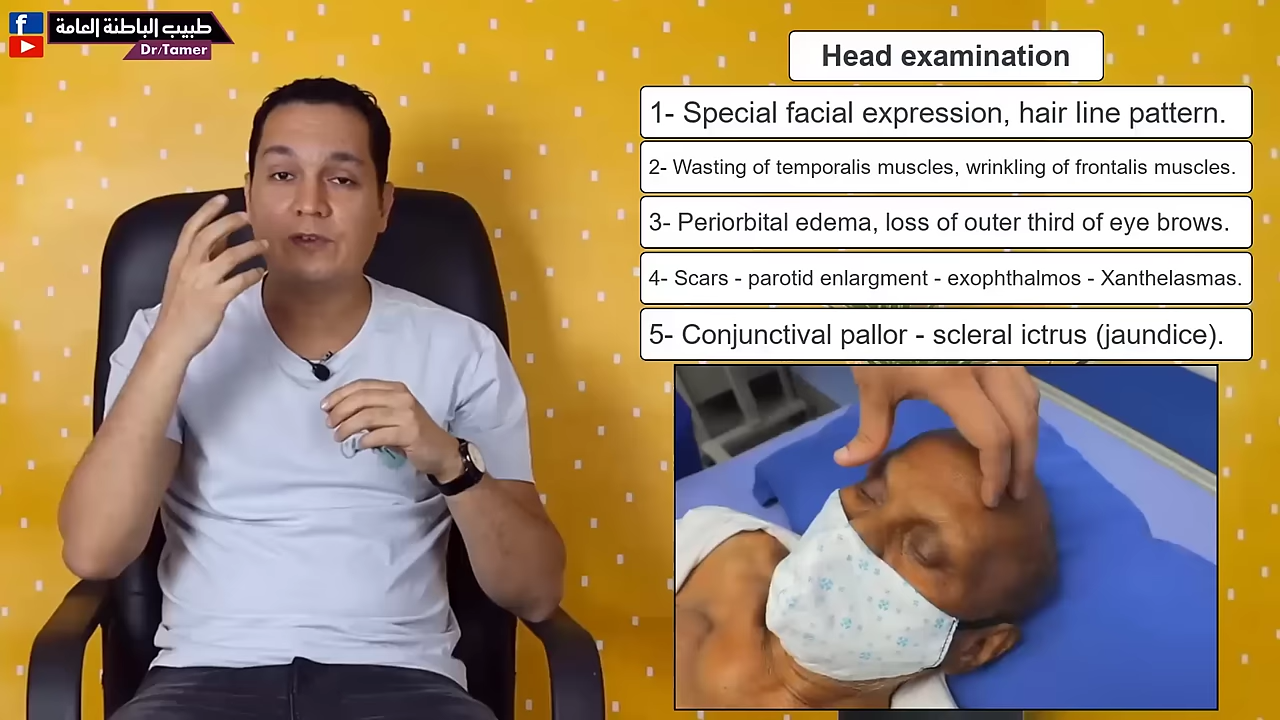 f
طبيب الباطنة العامة
Dr/Tamer
Head examination
1- Special facial expression, hair line pattern.
2- Wasting of temporalis muscles, wrinkling of frontalis muscles.
3- Periorbital edema, loss of outer third of eye brows.
4- Scars - parotid enlargment - exophthalmos - Xanthelasmas.
5- Conjunctival pallor - scleral ictrus (jaundice).